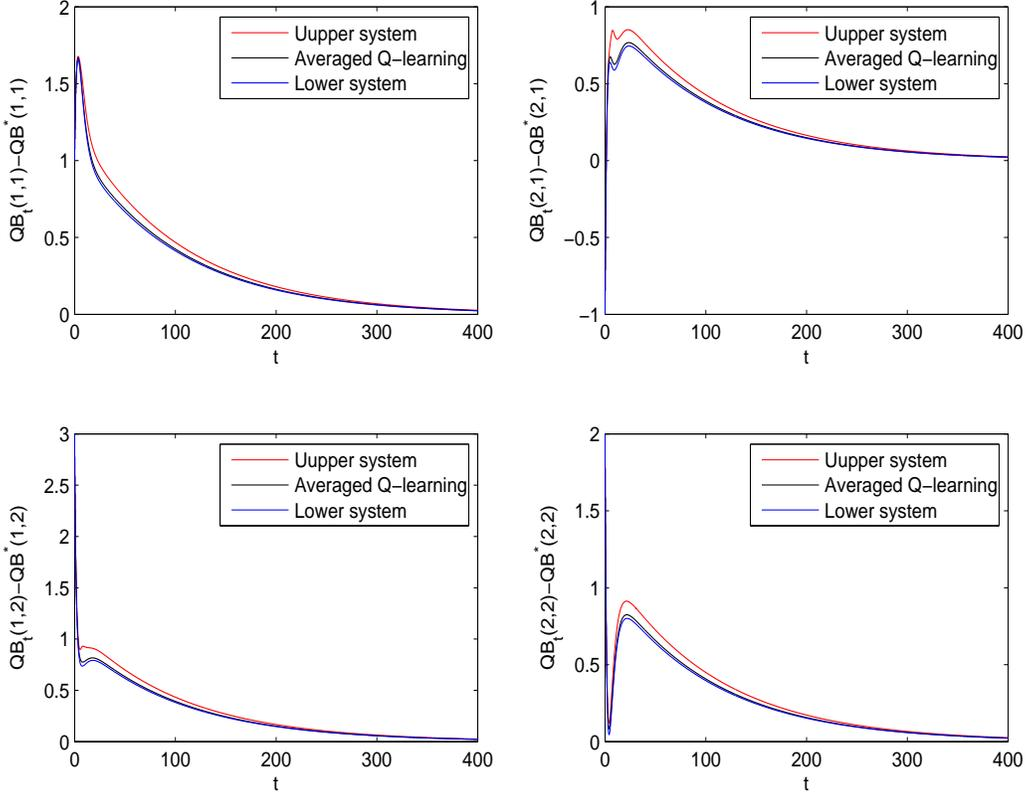 2
1.5
1
0.5
0
0
100
200
300
400
t
QB_t(1,1)−QB^*(1,1)
Uupper system
Averaged Q−learning
Lower system
1
0.5
0
−0.5
−1
0
100
200
300
400
t
QB_t(2,1)−QB^*(2,1)
Uupper system
Averaged Q−learning
Lower system
3
2.5
2
1.5
1
0.5
0
0
100
200
300
400
t
QB_t(1,2)−QB^*(1,2)
Uupper system
Averaged Q−learning
Lower system
2
1.5
1
0.5
0
0
100
200
300
400
t
QB_t(2,2)−QB^*(2,2)
Uupper system
Averaged Q−learning
Lower system